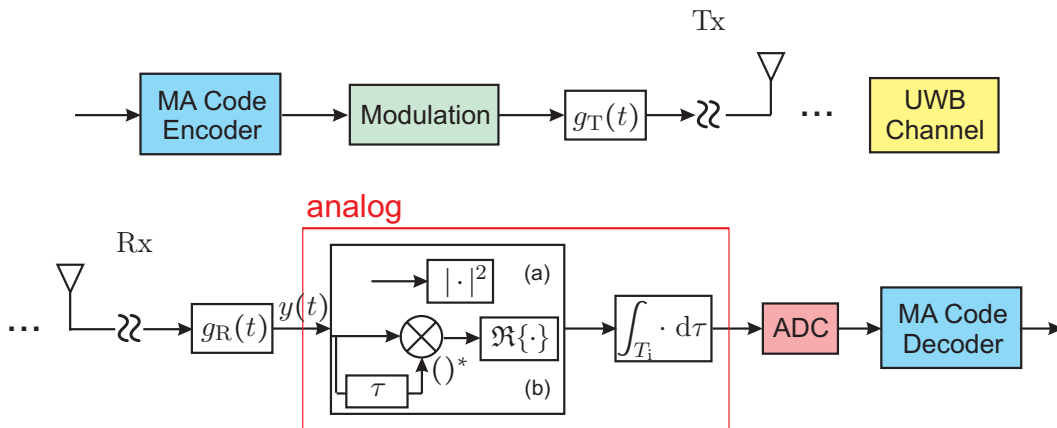 Tx
MA Code
Encoder
Modulation
g_T(t)
...
UWB
Channel
analog
Rx
...
g_R(t)
y(t)
|·|²
(a)
ℜ{·}
()*
τ
(b)
∫_{T_i} · dτ
ADC
MA Code
Decoder